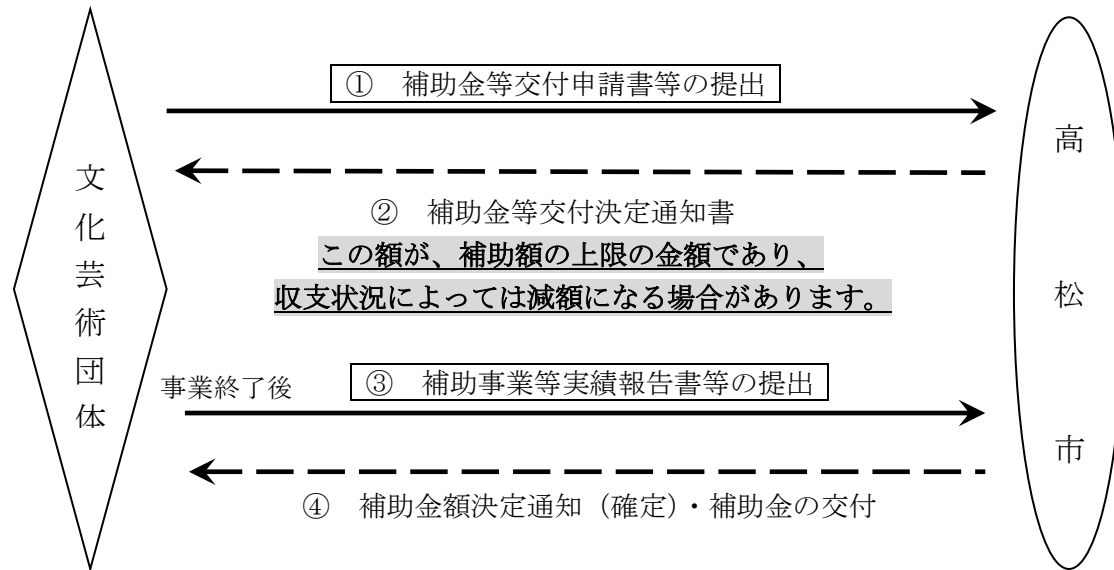 ① 補助金等交付申請書等の提出
② 補助金等交付決定通知書
この額が、補助額の上限の金額であり、
収支状況によっては減額になる場合があります。
文化芸術団体
高松市
事業終了後
③ 補助事業等実績報告書等の提出
④ 補助金額決定通知（確定）・補助金の交付